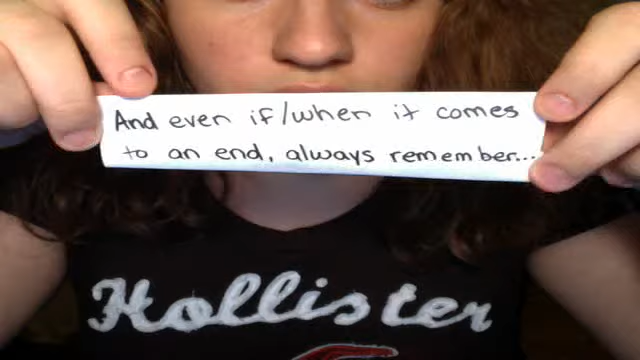 And even if/when it comes
to an end, always remember...
Hollister